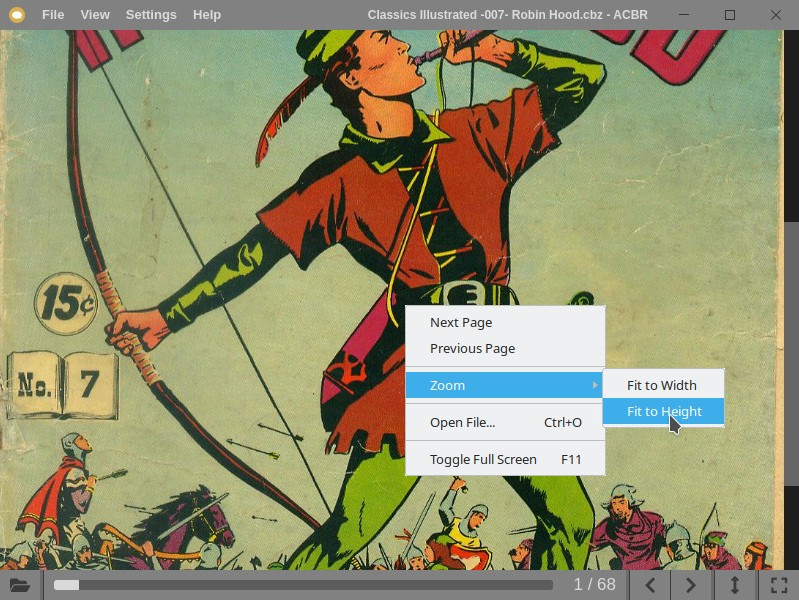 File View Settings Help Classics Illustrated -007- Robin Hood.cbz - ACBR
15¢
No. 7
Next Page
Previous Page
Zoom
Fit to Width
Fit to Height
Open File... Ctrl+O
Toggle Full Screen F11
1 / 68